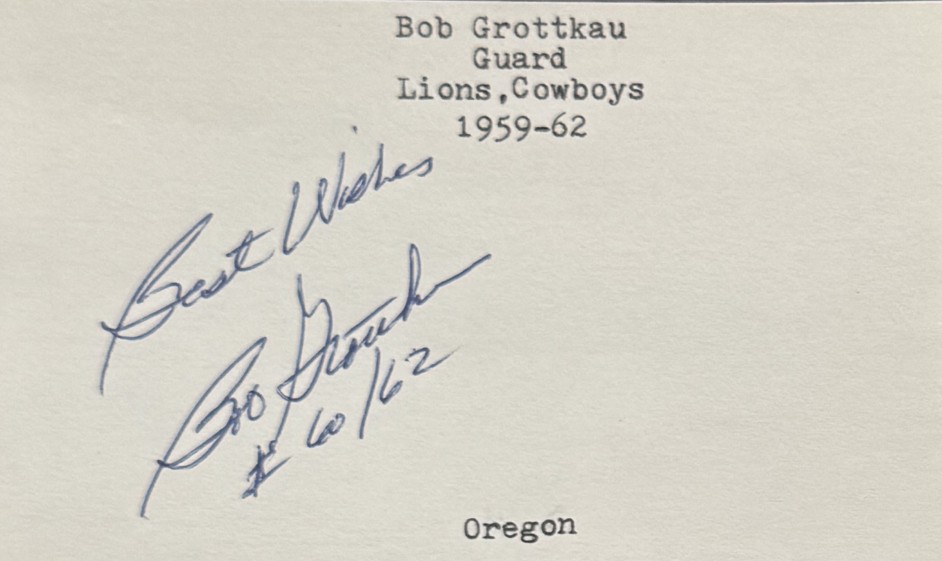 Bob Grottkau
Guard
Lions,Cowboys
1959-62
Best Wishes
Bob Grottkau
# 60/62
Oregon